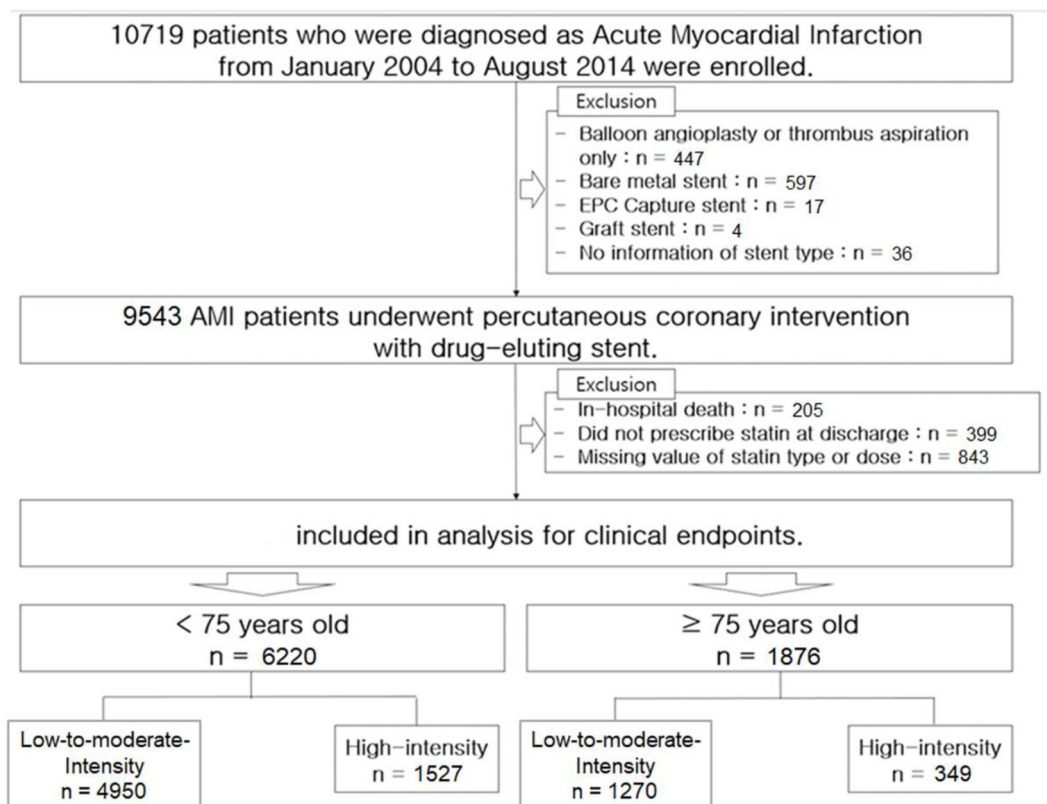 10719 patients who were diagnosed as Acute Myocardial Infarction
from January 2004 to August 2014 were enrolled.
Exclusion
- Balloon angioplasty or thrombus aspiration
only : n = 447
- Bare metal stent : n = 597
- EPC Capture stent : n = 17
- Graft stent : n = 4
- No information of stent type : n = 36
9543 AMI patients underwent percutaneous coronary intervention
with drug-eluting stent.
Exclusion
- In-hospital death : n = 205
- Did not prescribe statin at discharge : n = 399
- Missing value of statin type or dose : n = 843
included in analysis for clinical endpoints.
< 75 years old
n = 6220
≥ 75 years old
n = 1876
Low-to-moderate-
Intensity
n = 4950
High-intensity
n = 1527
Low-to-moderate-
Intensity
n = 1270
High-intensity
n = 349